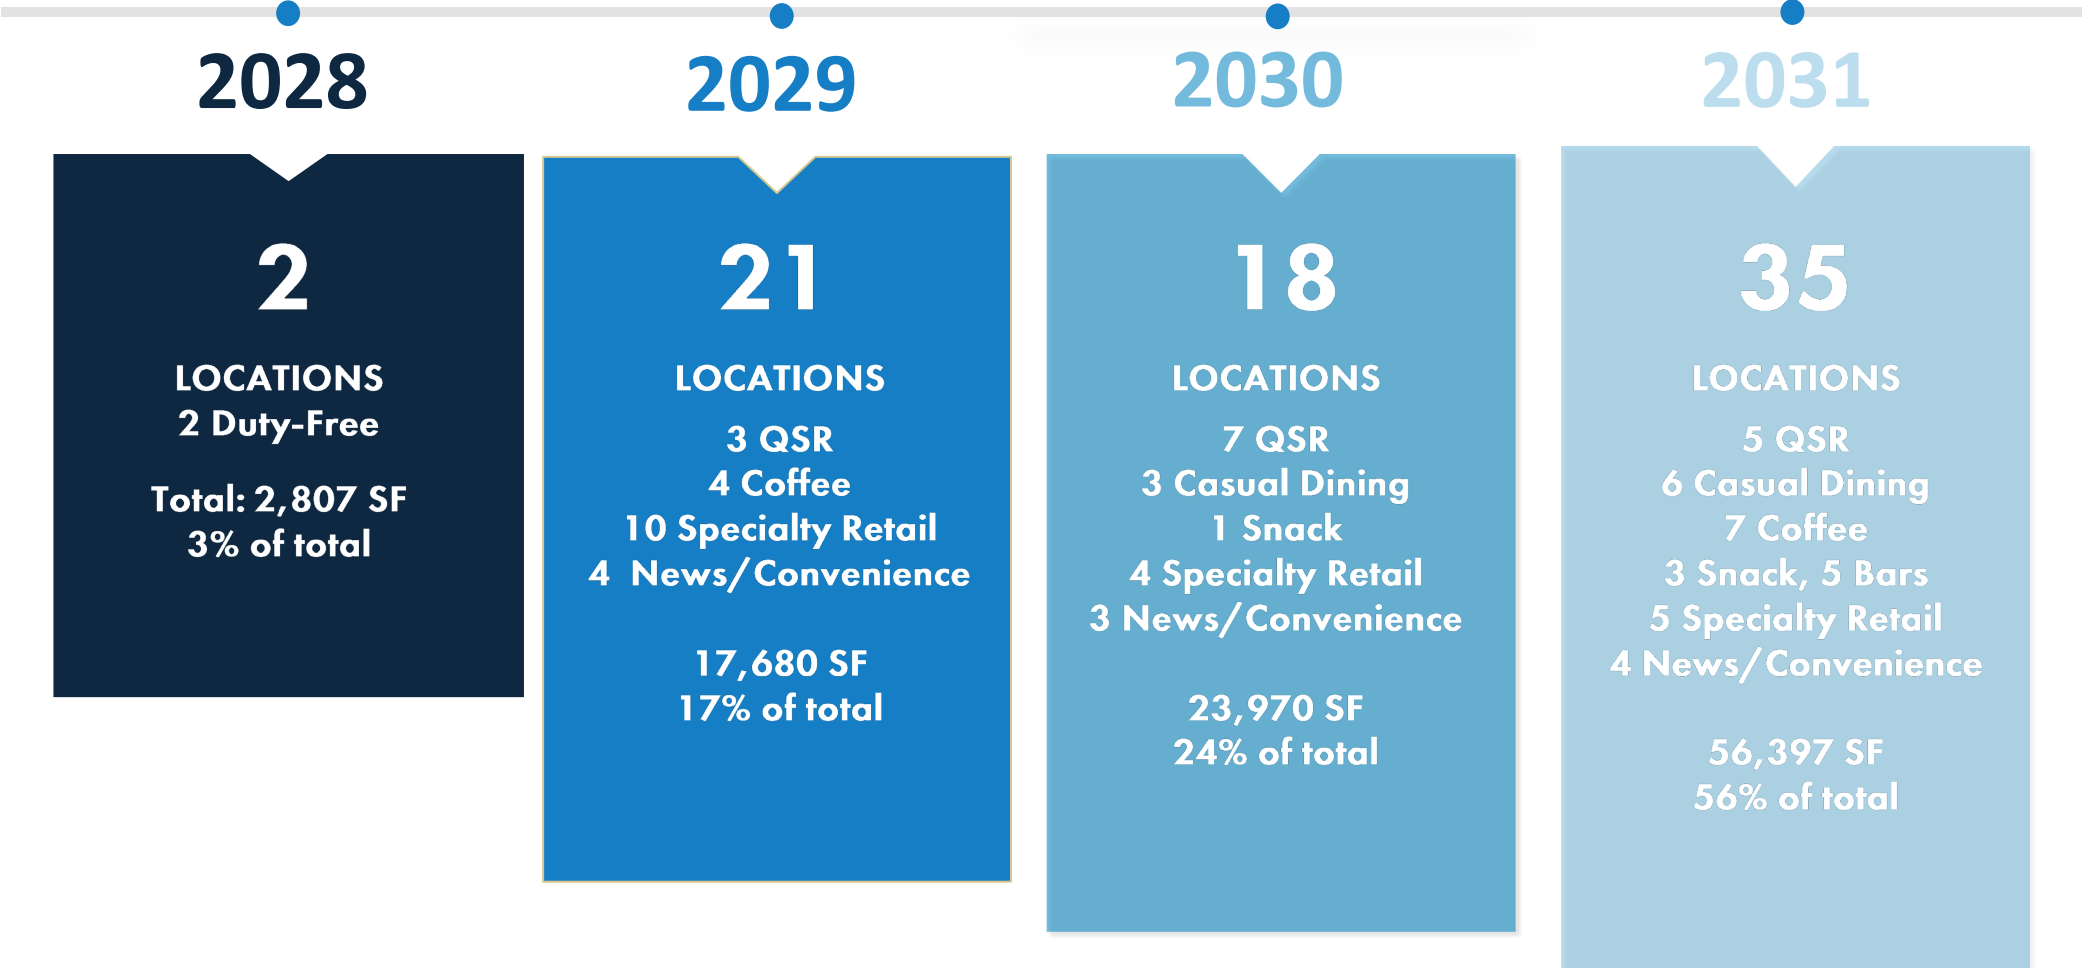 2028
2
LOCATIONS
2 Duty-Free
Total: 2,807 SF
3% of total
2029
21
LOCATIONS
3 QSR
4 Coffee
10 Specialty Retail
4 News/Convenience
17,680 SF
17% of total
2030
18
LOCATIONS
7 QSR
3 Casual Dining
1 Snack
4 Specialty Retail
3 News/Convenience
23,970 SF
24% of total
2031
35
LOCATIONS
5 QSR
6 Casual Dining
7 Coffee
3 Snack, 5 Bars
5 Specialty Retail
4 News/Convenience
56,397 SF
56% of total